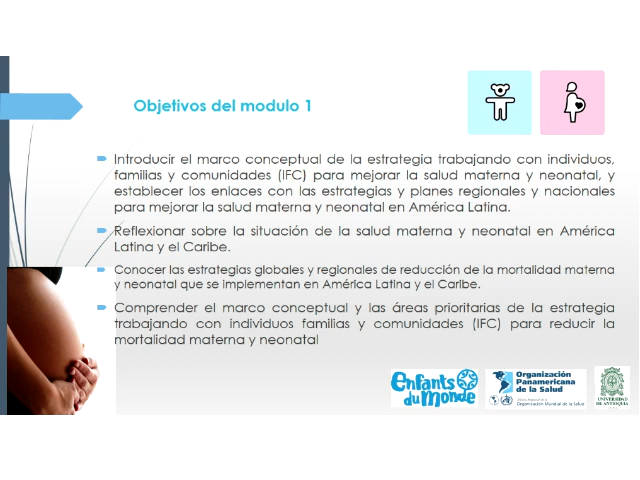 Objetivos del modulo 1
Introducir el marco conceptual de la estrategia trabajando con individuos,
familias y comunidades (IFC) para mejorar la salud materna y neonatal, y
establecer los enlaces con las estrategias y planes regionales y nacionales
para mejorar la salud materna y neonatal en América Latina.
Reflexionar sobre la situación de la salud materna y neonatal en América
Latina y el Caribe.
Conocer las estrategias globales y regionales de reducción de la mortalidad materna
y neonatal que se implementan en América Latina y el Caribe.
Comprender el marco conceptual y las áreas prioritarias de la estrategia
trabajando con individuos familias y comunidades (IFC) para reducir la
mortalidad materna y neonatal
Enfants
du Monde
Organización
Panamericana
de la Salud
Organización Mundial de la Salud
UNIVERSIDAD
DE ANTIOQUIA